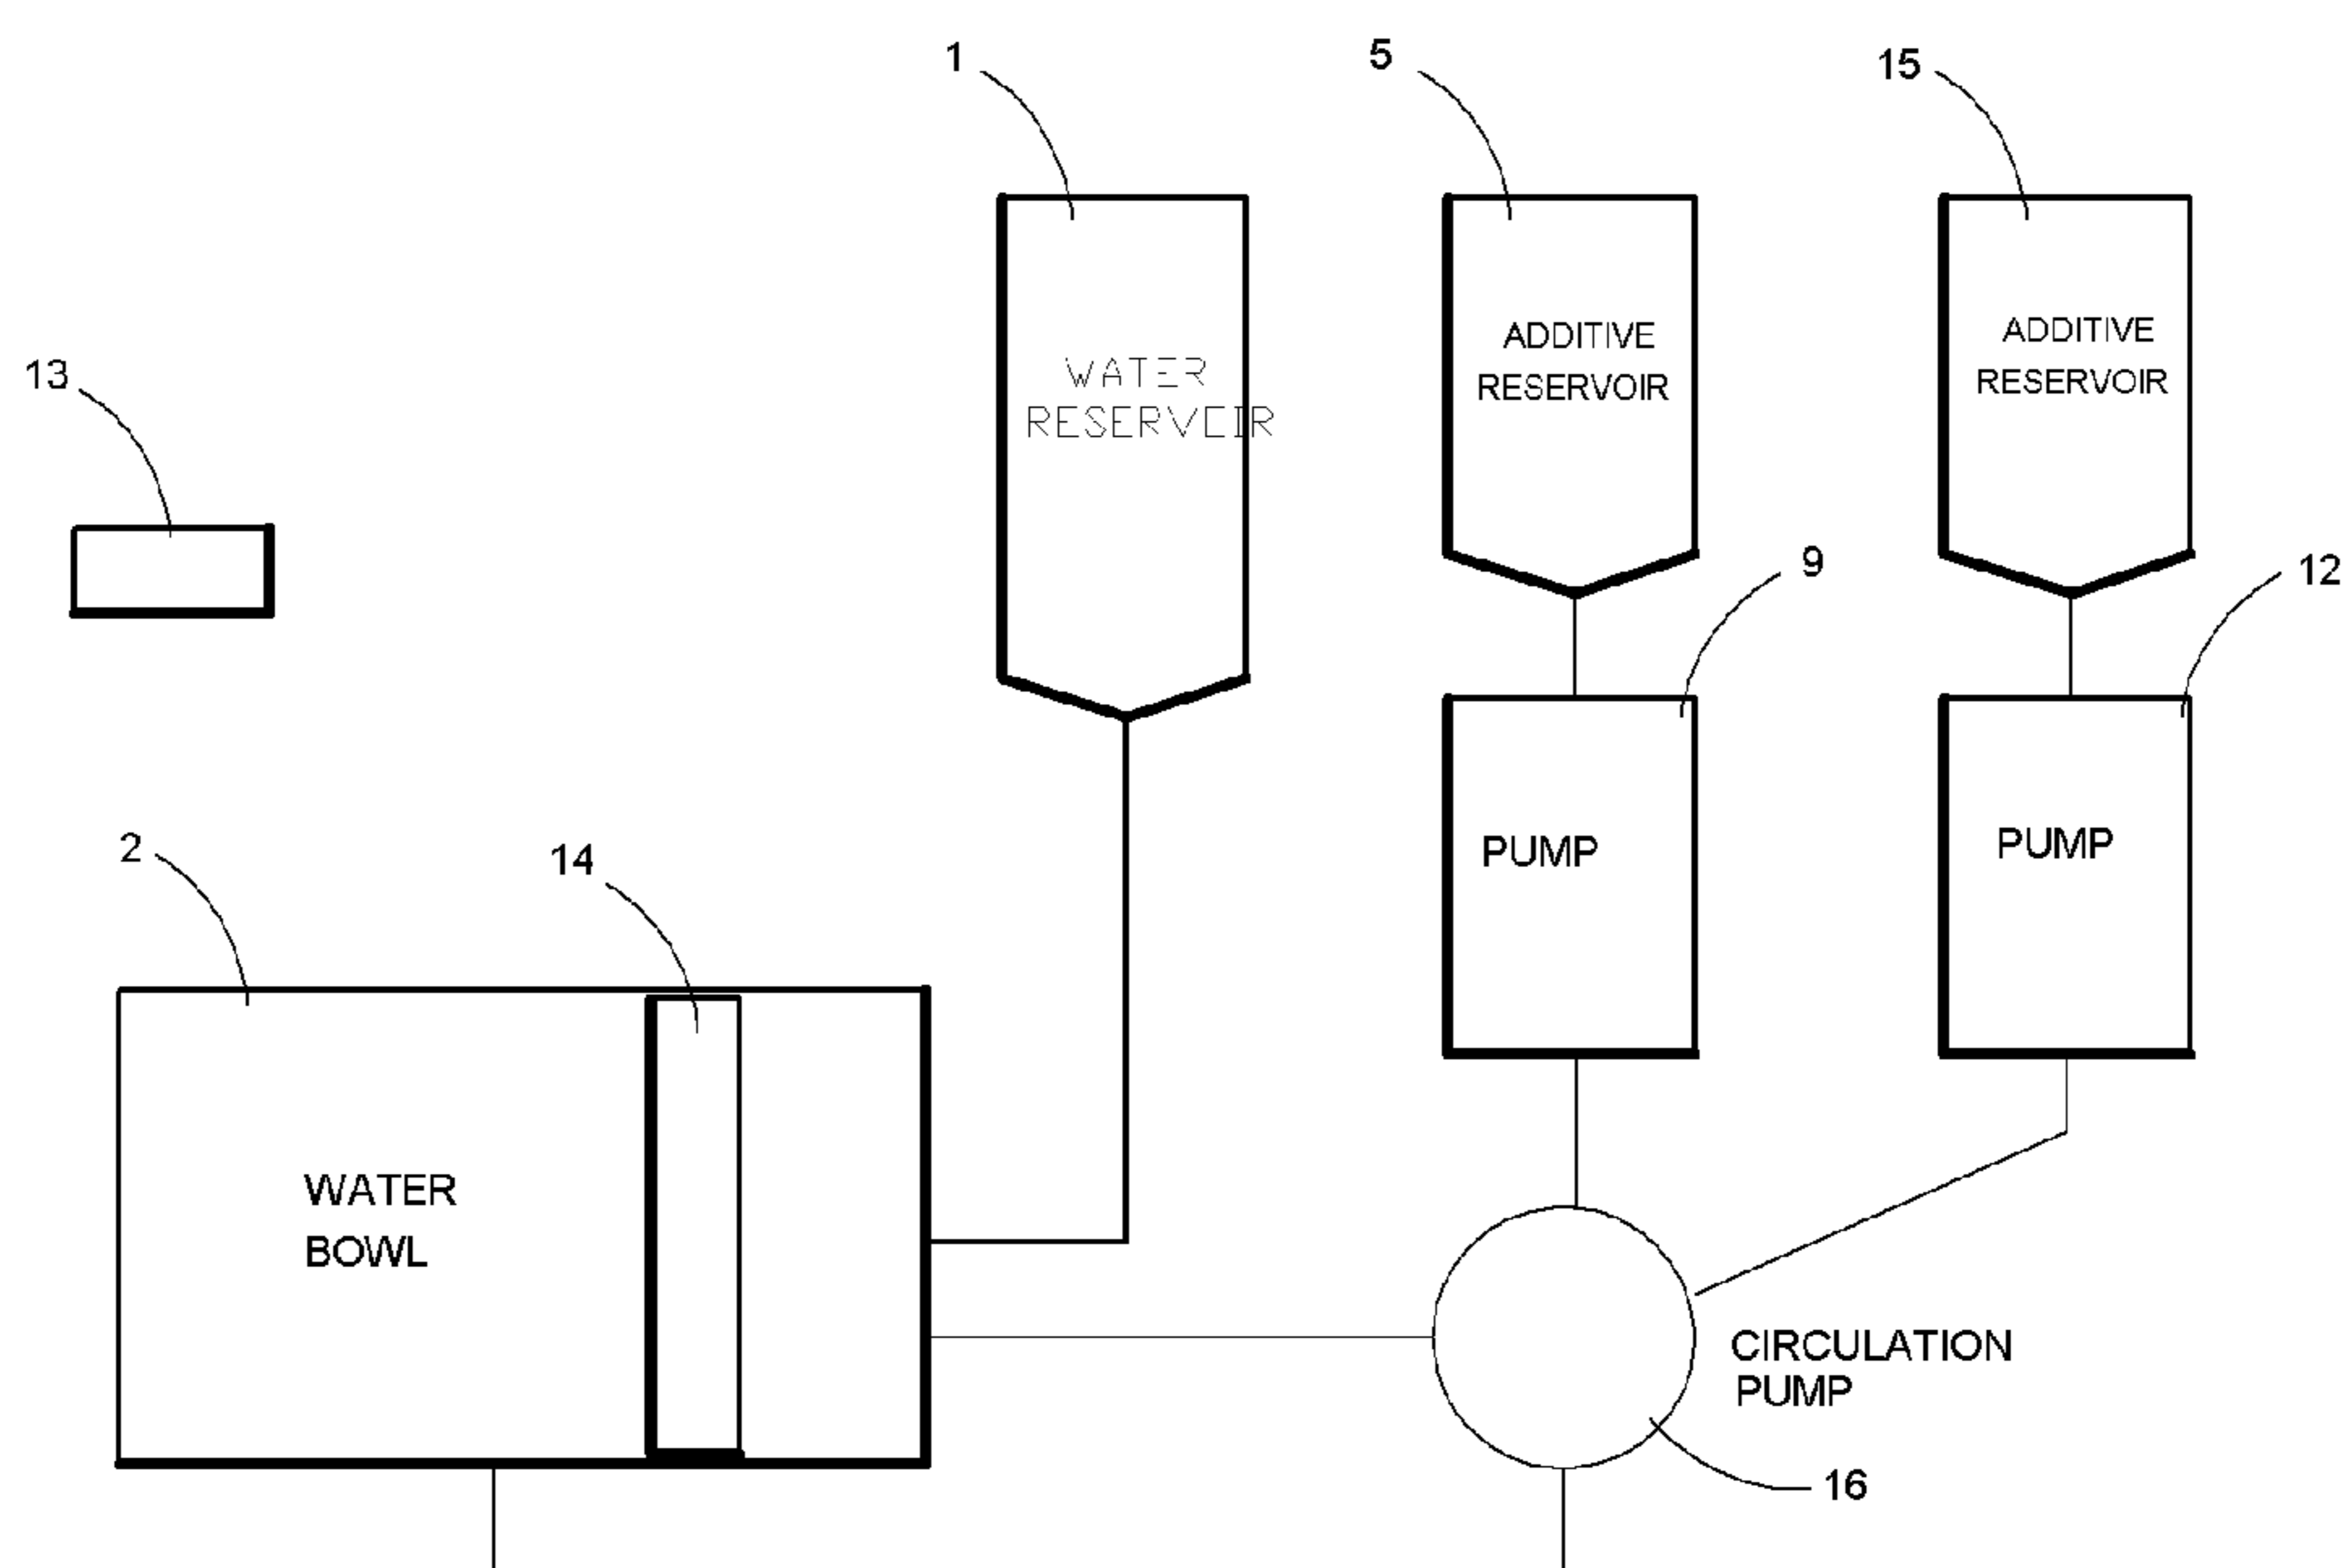 1
5
15
WATER
RESERVOIR
ADDITIVE
RESERVOIR
ADDITIVE
RESERVOIR
13
9
12
PUMP
PUMP
2
14
WATER
BOWL
CIRCULATION
PUMP
16